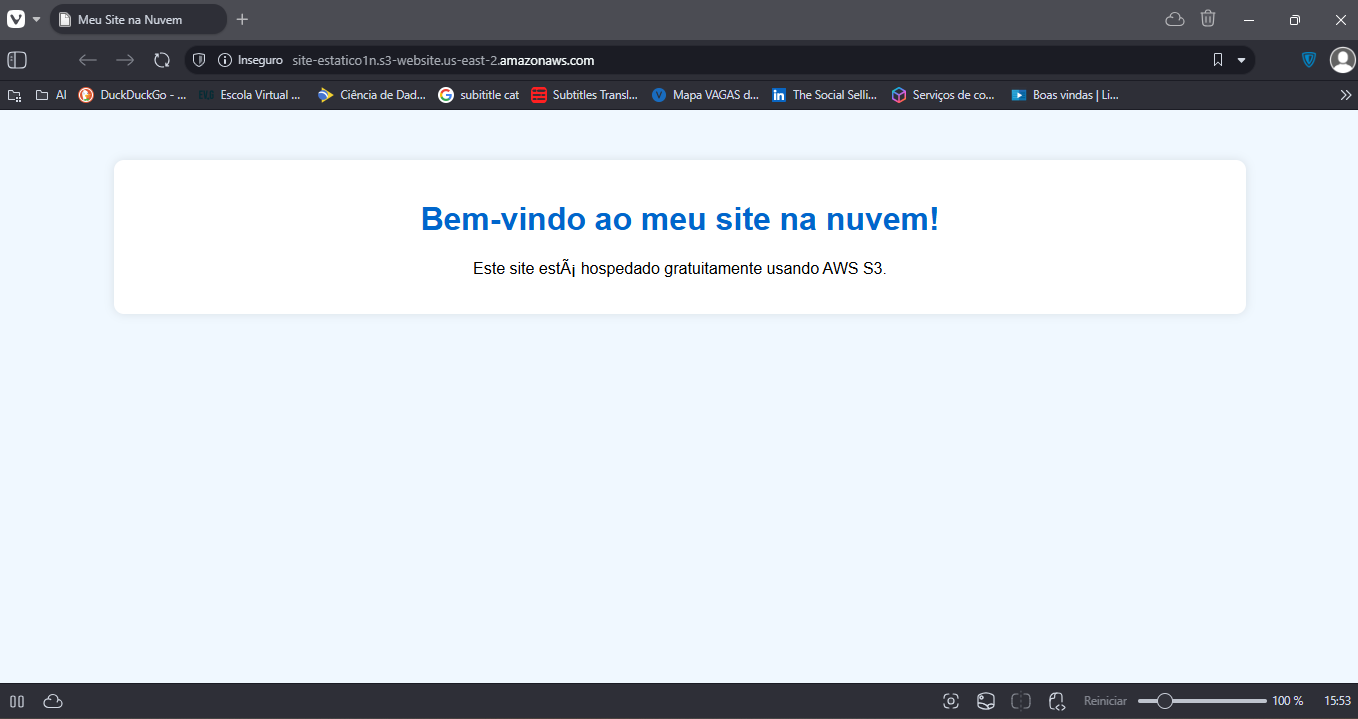 Meu Site na Nuvem
Inseguro site-estatico1n.s3-website.us-east-2.amazonaws.com
AI DuckDuckGo - ... Escola Virtual ... Ciência de Dad... subititle cat Subtitles Transl... Mapa VAGAS d... The Social Selli... Serviços de co... Boas vindas | Li...
Bem-vindo ao meu site na nuvem!
Este site estÃ¡ hospedado gratuitamente usando AWS S3.
Reiniciar 100 % 15:53